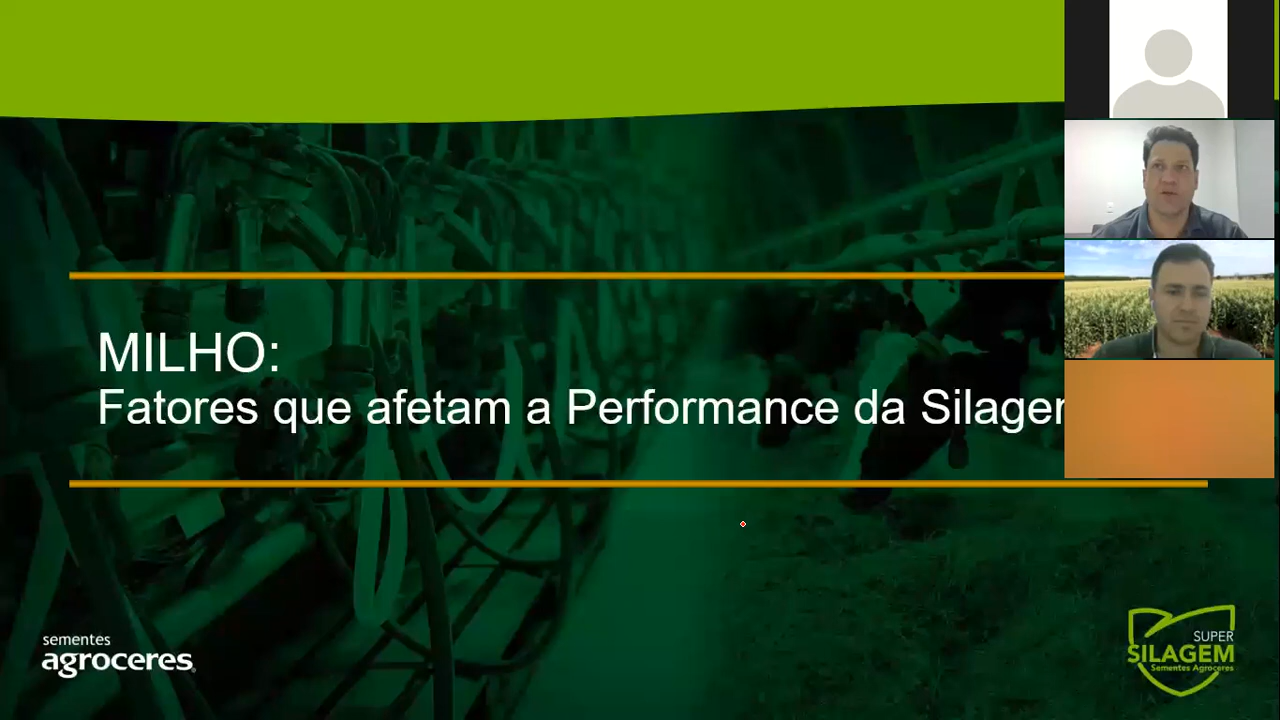 MILHO:
Fatores que afetam a Performance da Silager
sementes
agroceres
SUPER
SILAGEM
Sementes Agroceres